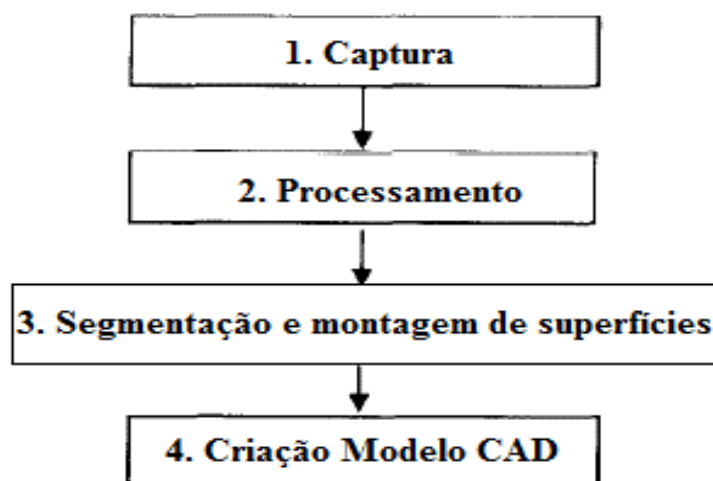 1. Captura
2. Processamento
3. Segmentação e montagem de superfícies
4. Criação Modelo CAD